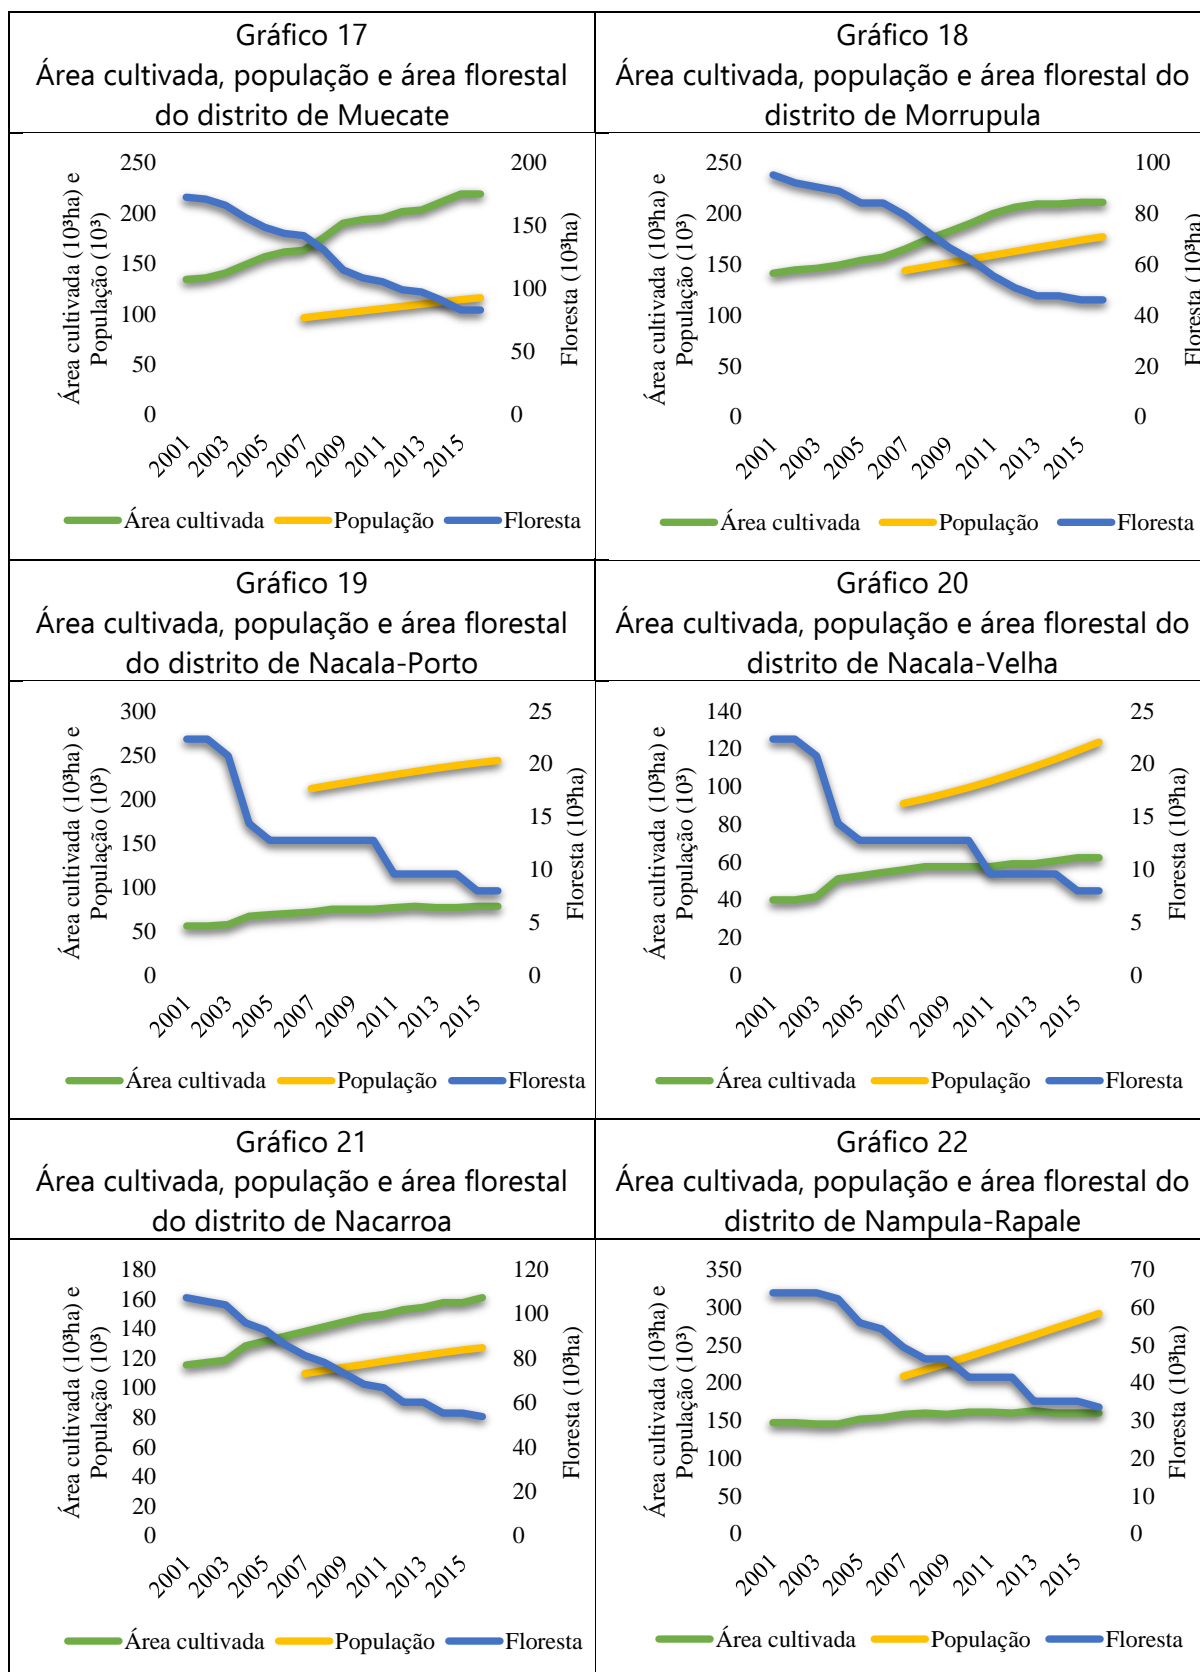 Gráfico 17
Área cultivada, população e área florestal
do distrito de Muecate
250
200
150
100
50
0
200
150
100
50
0
Área cultivada (10³ha) e
População (10³)
Floresta (10³ha)
2001
2003
2005
2007
2009
2011
2013
2015
Área cultivada
População
Floresta
Gráfico 18
Área cultivada, população e área florestal do
distrito de Morrupula
250
200
150
100
50
0
100
80
60
40
20
0
Área cultivada (10³ha) e
População (10³)
Floresta (10³ha)
2001
2003
2005
2007
2009
2011
2013
2015
Área cultivada
População
Floresta
Gráfico 19
Área cultivada, população e área florestal
do distrito de Nacala-Porto
300
250
200
150
100
50
0
25
20
15
10
5
0
Área cultivada (10³ha) e
População (10³)
Floresta (10³ha)
2001
2003
2005
2007
2009
2011
2013
2015
Área cultivada
População
Floresta
Gráfico 20
Área cultivada, população e área florestal do
distrito de Nacala-Velha
140
120
100
80
60
40
20
0
25
20
15
10
5
0
Área cultivada (10³ha) e
População (10³)
Floresta (10³ha)
2001
2003
2005
2007
2009
2011
2013
2015
Área cultivada
População
Floresta
Gráfico 21
Área cultivada, população e área florestal
do distrito de Nacarroa
180
160
140
120
100
80
60
40
20
0
120
100
80
60
40
20
0
Área cultivada (10³ha) e
População (10³)
Floresta (10³ha)
2001
2003
2005
2007
2009
2011
2013
2015
Área cultivada
População
Floresta
Gráfico 22
Área cultivada, população e área florestal do
distrito de Nampula-Rapale
350
300
250
200
150
100
50
0
70
60
50
40
30
20
10
0
Área cultivada (10³ha) e
População (10³)
Floresta (10³ha)
2001
2003
2005
2007
2009
2011
2013
2015
Área cultivada
População
Floresta